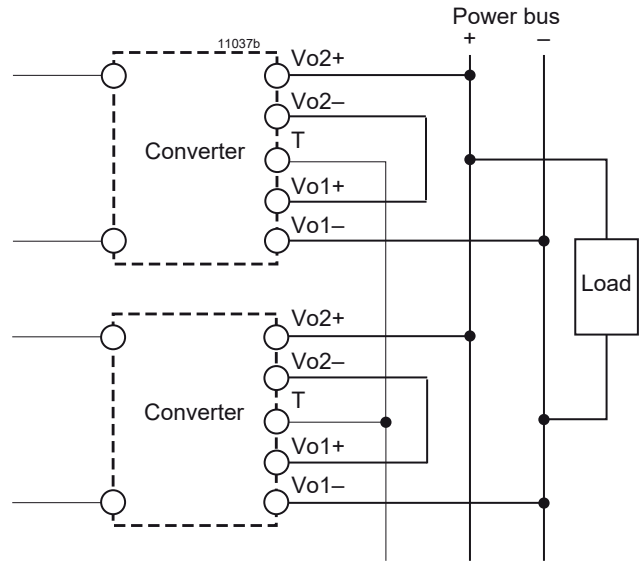 Power bus
+ –
11037b
Vo2+
Vo2–
T
Converter
Vo1+
Vo1–
Load
Vo2+
Vo2–
T
Converter
Vo1+
Vo1–